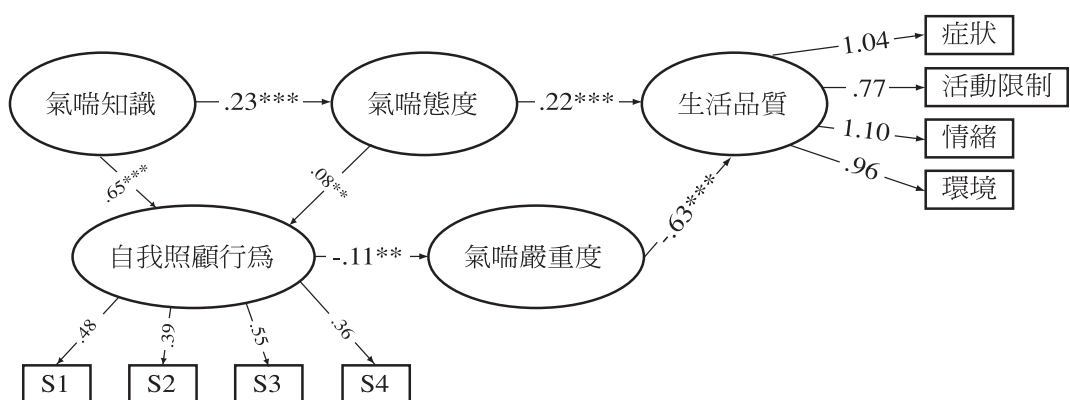 1.04
症狀
氣喘知識
.23***
氣喘態度
.22***
生活品質
.77
活動限制
1.10
情緒
.96
環境
.65***
.08**
-.63***
自我照顧行為
-.11**
氣喘嚴重度
.48
.39
.55
.36
S1
S2
S3
S4